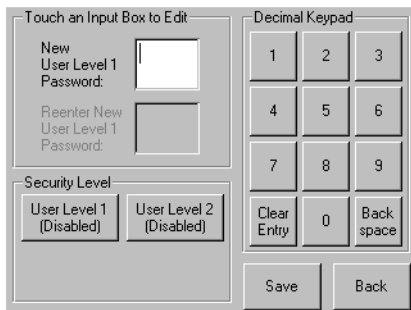 Touch an Input Box to Edit
New
User Level 1
Password:
Reenter New
User Level 1
Password:
Security Level
User Level 1
(Disabled)
User Level 2
(Disabled)
Decimal Keypad
1 2 3
4 5 6
7 8 9
Clear
Entry
0
Back
space
Save
Back